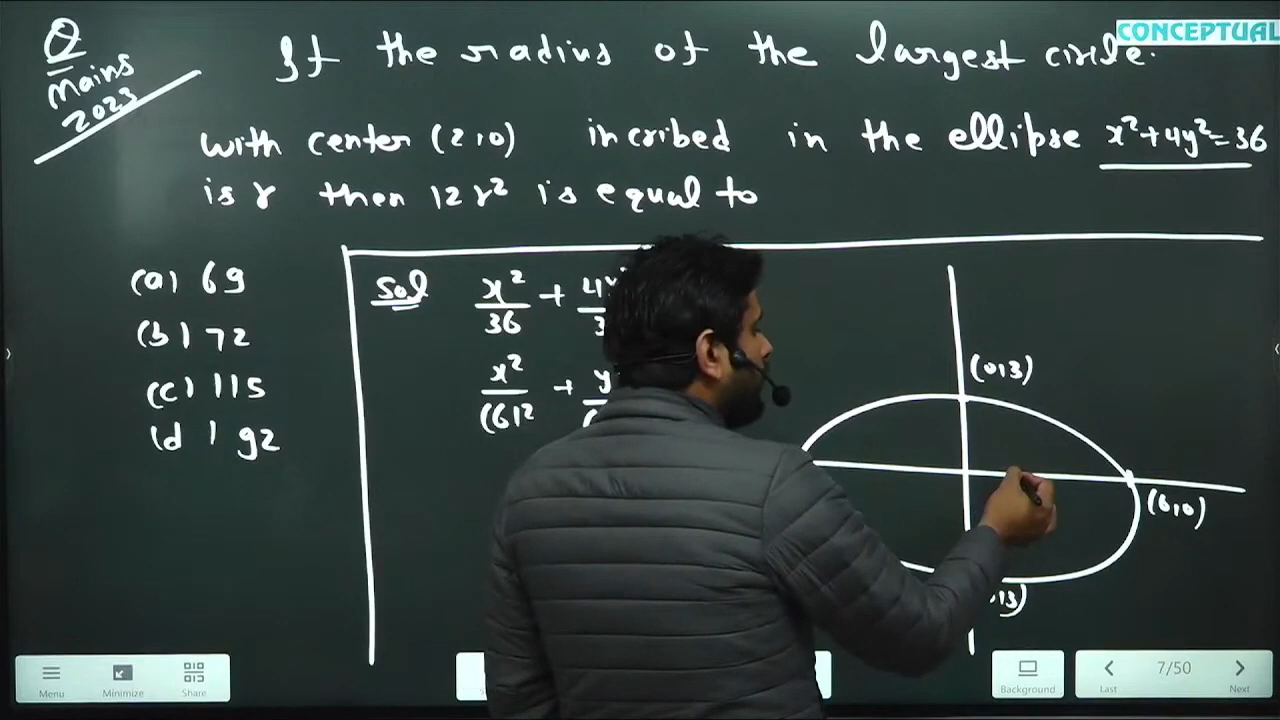 CONCEPTUAL
Q
Mains
2023
If the radius of the largest circle.
with center (2,0) incribed in the ellipse x²+4y²=36
is r then 12r² is equal to
(a) 69
(b) 72
(c) 115
(d) 92
Sol
x²/36 + 4y
x²/(6)² + y
(0,3)
(6,0)
Menu
Minimize
Share
Background
Last
7/50
Next